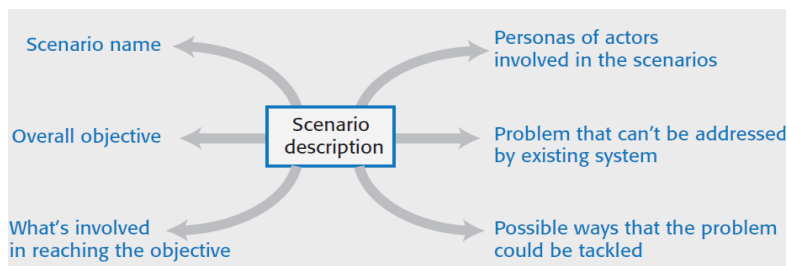 Scenario name
Personas of actors
involved in the scenarios
Overall objective
Scenario
description
Problem that can't be addressed
by existing system
What's involved
in reaching the objective
Possible ways that the problem
could be tackled